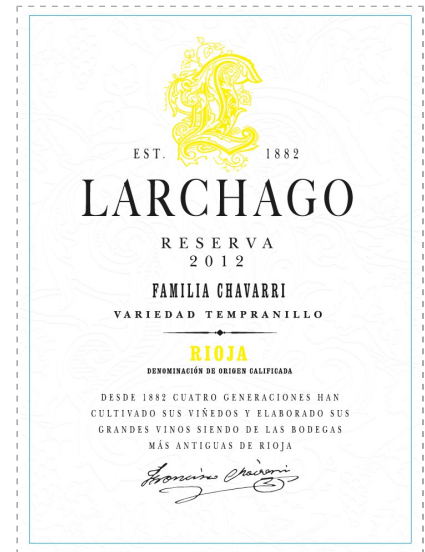 EST. 1882
LARCHAGO
RESERVA
2012
FAMILIA CHAVARRI
VARIEDAD TEMPRANILLO
RIOJA
DENOMINACIÓN DE ORIGEN CALIFICADA
DESDE 1882 CUATRO GENERACIONES HAN
CULTIVADO SUS VIÑEDOS Y ELABORADO SUS
GRANDES VINOS SIENDO DE LAS BODEGAS
MÁS ANTIGUAS DE RIOJA